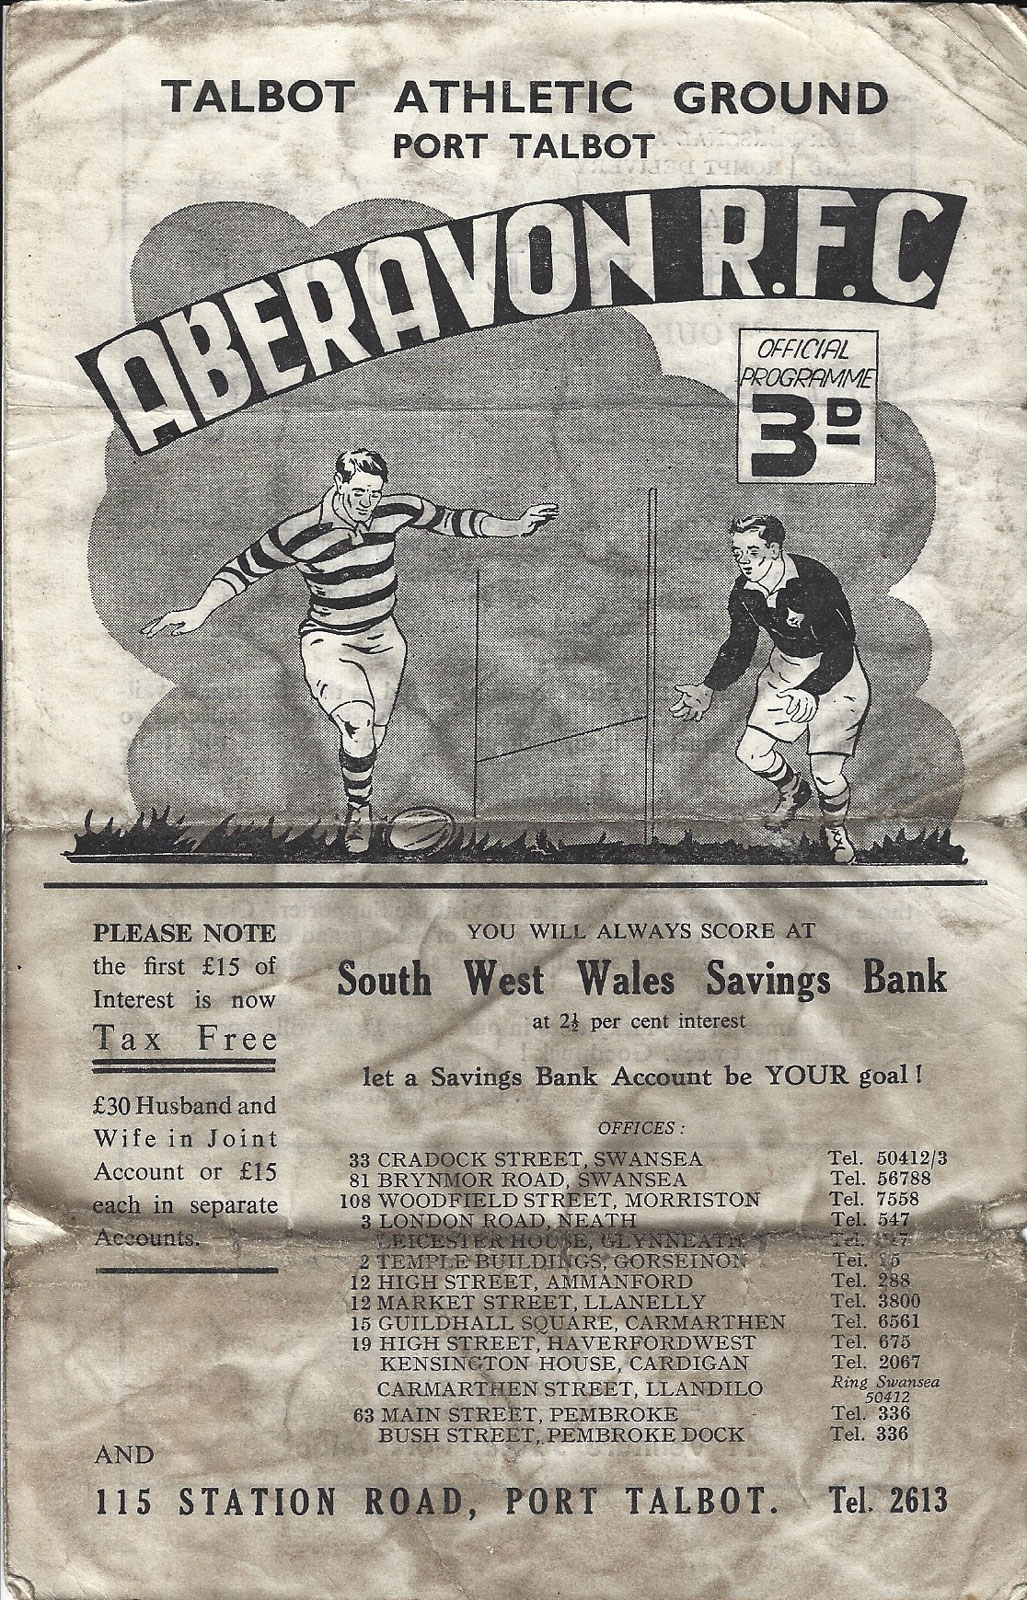 TALBOT ATHLETIC GROUND
PORT TALBOT
ABERAVON R.F.C
OFFICIAL
PROGRAMME
3D
PLEASE NOTE
the first £15 of
Interest is now
Tax Free
£30 Husband and
Wife in Joint
Account or £15
each in separate
Accounts.
YOU WILL ALWAYS SCORE AT
South West Wales Savings Bank
at 2½ per cent interest
let a Savings Bank Account be YOUR goal!
OFFICES:
33 CRADOCK STREET, SWANSEA Tel. 50412/3
81 BRYNMOR ROAD, SWANSEA Tel. 56788
108 WOODFIELD STREET, MORRISTON Tel. 7558
3 LONDON ROAD, NEATH Tel. 547
LEICESTER HOUSE, GLYNNEATH Tel.
2 TEMPLE BUILDINGS, GORSEINON Tel.
12 HIGH STREET, AMMANFORD Tel. 288
12 MARKET STREET, LLANELLY Tel. 3800
15 GUILDHALL SQUARE, CARMARTHEN Tel. 6561
19 HIGH STREET, HAVERFORDWEST Tel. 675
KENSINGTON HOUSE, CARDIGAN Tel. 2067
CARMARTHEN STREET, LLANDILO Ring Swansea 50412
63 MAIN STREET, PEMBROKE Tel. 336
BUSH STREET, PEMBROKE DOCK Tel. 336
AND
115 STATION ROAD, PORT TALBOT. Tel. 2613